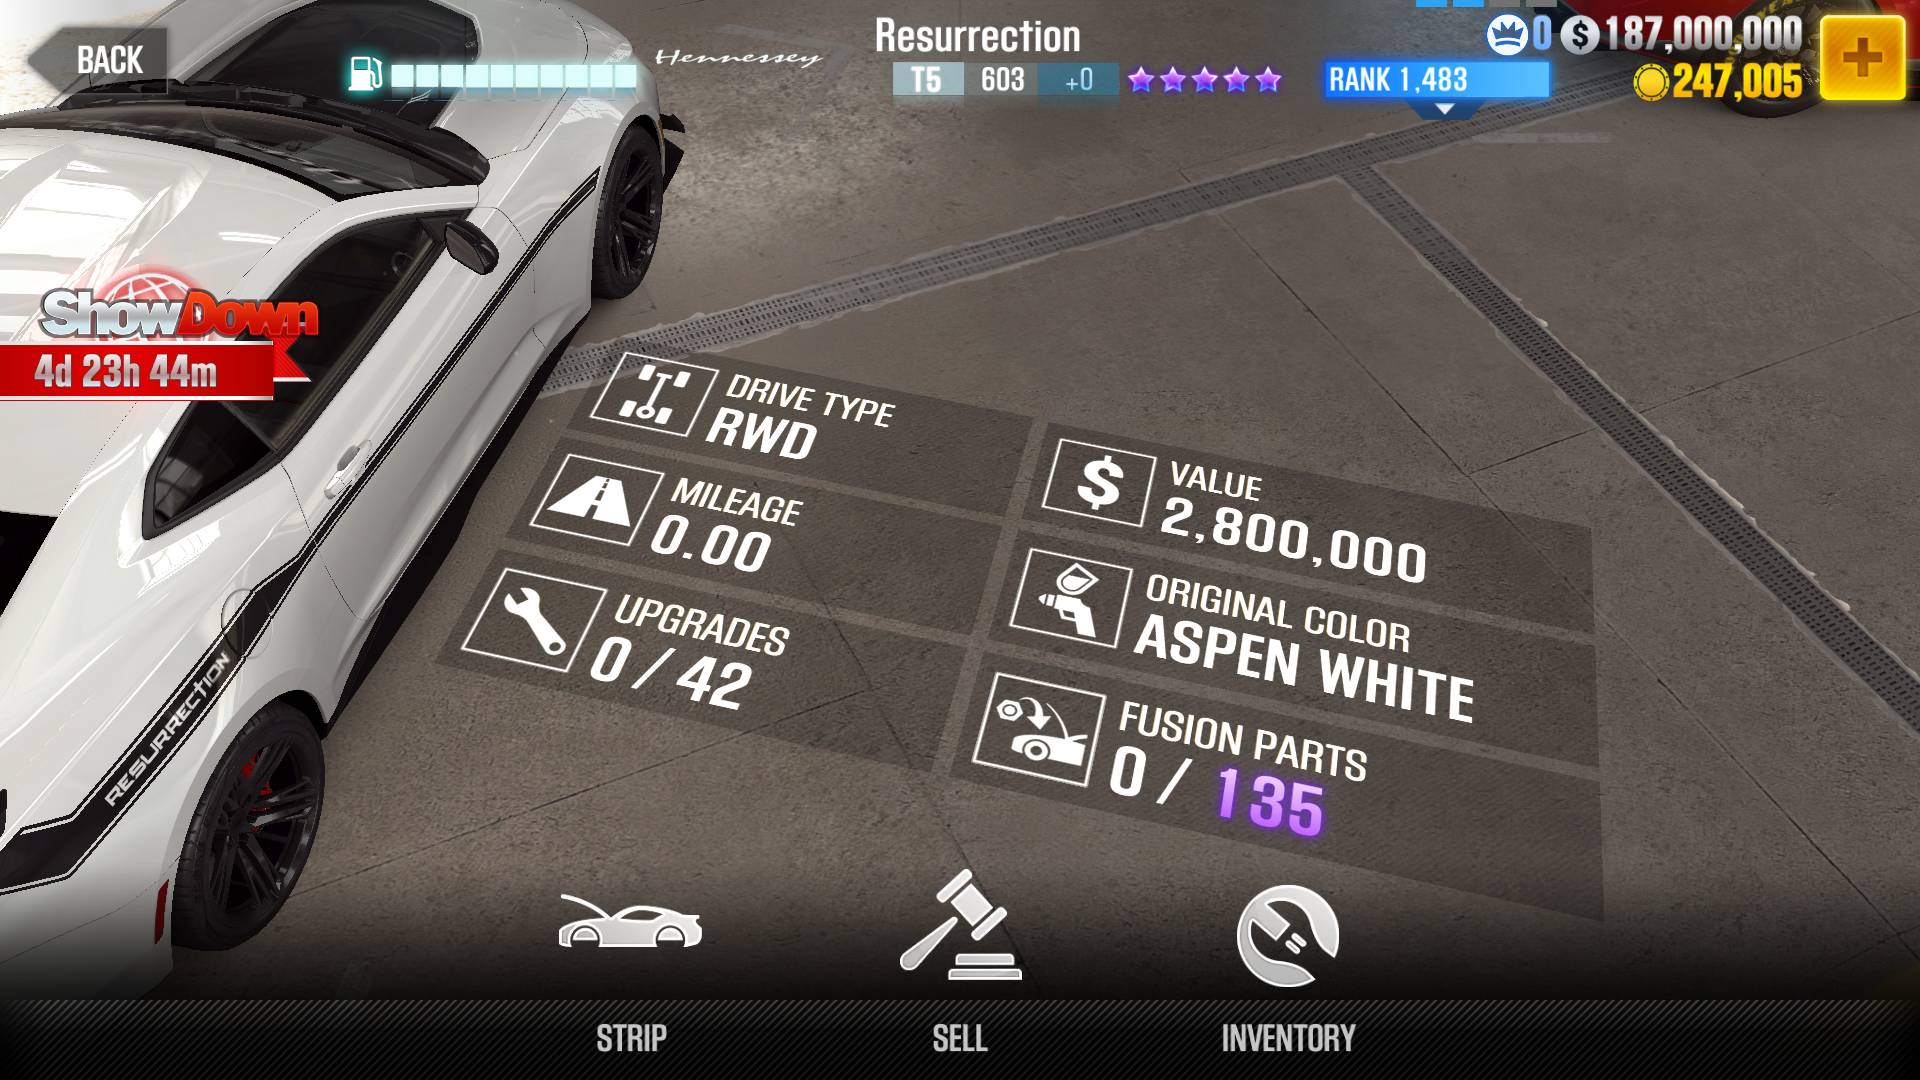 BACK
Hennessey
Resurrection
T5 603 +0
RANK 1,483
0 $ 187,000,000
247,005
ShowDown
4d 23h 44m
DRIVE TYPE
RWD
MILEAGE
0.00
UPGRADES
0 / 42
$ VALUE
2,800,000
ORIGINAL COLOR
ASPEN WHITE
FUSION PARTS
0 / 135
RESURRECTION
STRIP
SELL
INVENTORY